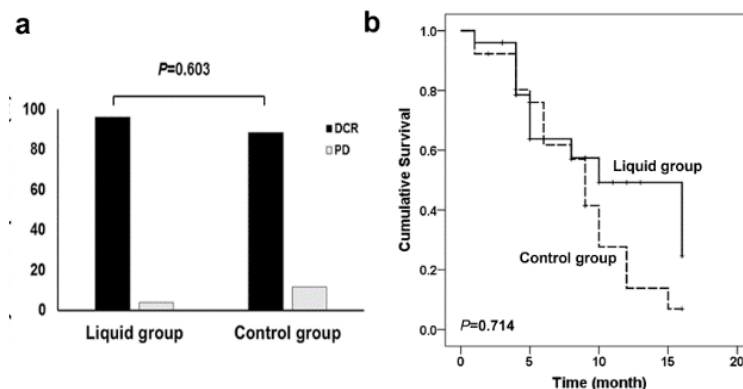 a
P=0.603
100
80
60
40
20
0
DCR
PD
Liquid group
Control group
b
Cumulative Survival
1.0
0.8
0.6
0.4
0.2
0.0
Liquid group
Control group
P=0.714
0
5
10
15
20
Time (month)